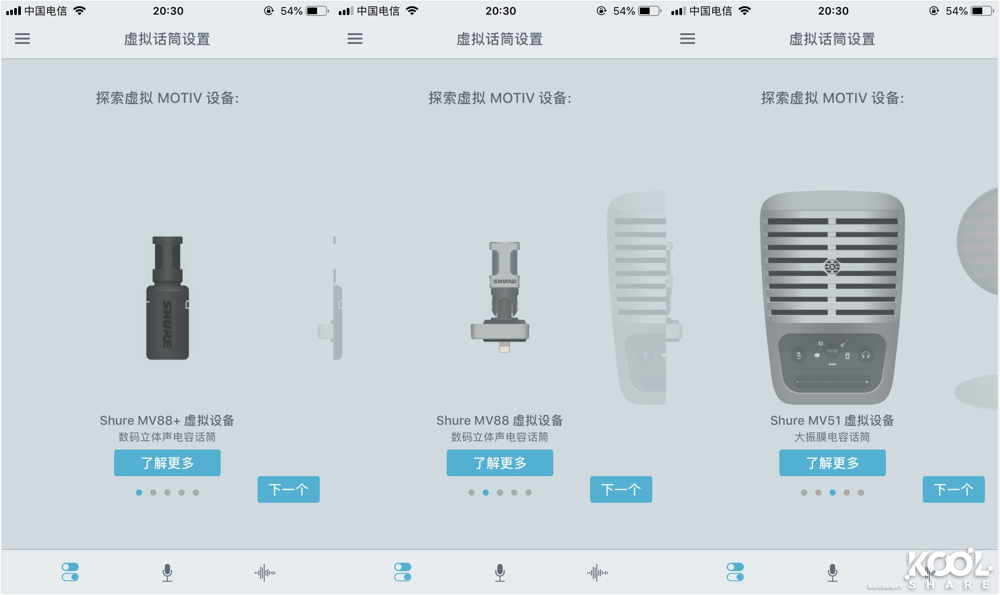 中国电信 20:30 54%
虚拟话筒设置
探索虚拟 MOTIV 设备:
SHURE
Shure MV88+ 虚拟设备
数码立体声电容话筒
了解更多
下一个
中国电信 20:30 54%
虚拟话筒设置
探索虚拟 MOTIV 设备:
SHURE
Shure MV88 虚拟设备
数码立体声电容话筒
了解更多
下一个
中国电信 20:30 54%
虚拟话筒设置
探索虚拟 MOTIV 设备:
mode
Shure MV51 虚拟设备
大振膜电容话筒
了解更多
下一个
KOOL
SHARE
koolshare.cn